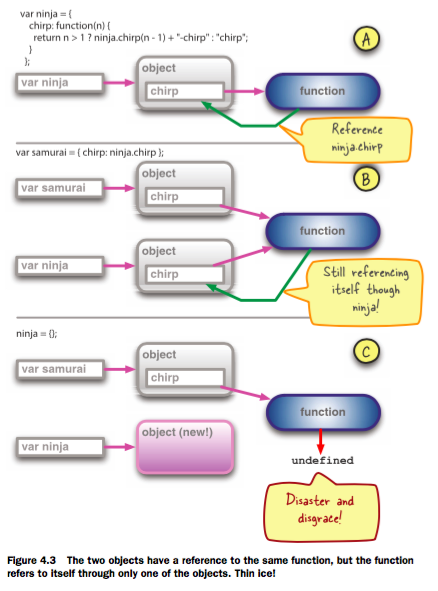 var ninja = {
chirp: function(n) {
return n > 1 ? ninja.chirp(n - 1) + "-chirp" : "chirp";
}
};
A
var ninja
object
chirp
function
Reference
ninja.chirp
var samurai = { chirp: ninja.chirp };
B
var samurai
object
chirp
function
var ninja
object
chirp
Still referencing
itself though
ninja!
ninja = {};
C
var samurai
object
chirp
function
var ninja
object (new!)
undefined
Disaster and
disgrace!
Figure 4.3 The two objects have a reference to the same function, but the function
refers to itself through only one of the objects. Thin ice!